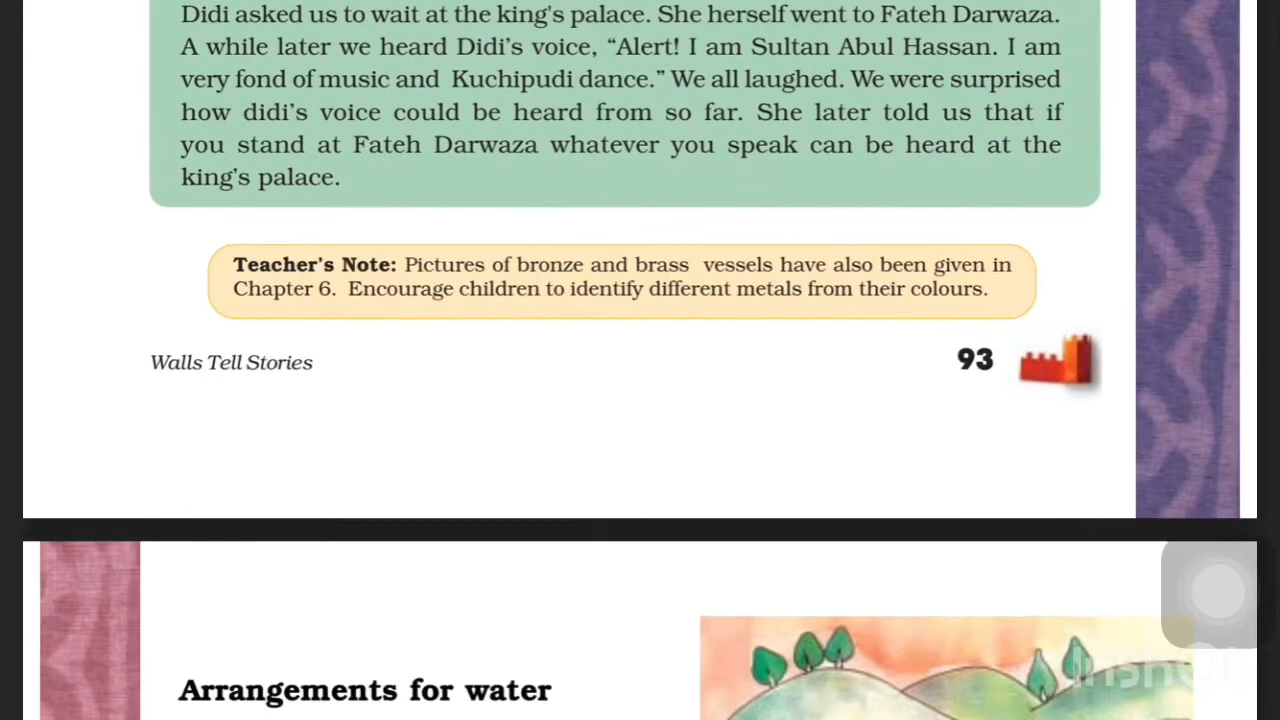 Didi asked us to wait at the king's palace. She herself went to Fateh Darwaza.
A while later we heard Didi's voice, “Alert! I am Sultan Abul Hassan. I am
very fond of music and Kuchipudi dance.” We all laughed. We were surprised
how didi's voice could be heard from so far. She later told us that if
you stand at Fateh Darwaza whatever you speak can be heard at the
king's palace.
Teacher's Note: Pictures of bronze and brass vessels have also been given in
Chapter 6. Encourage children to identify different metals from their colours.
Walls Tell Stories
93
Arrangements for water